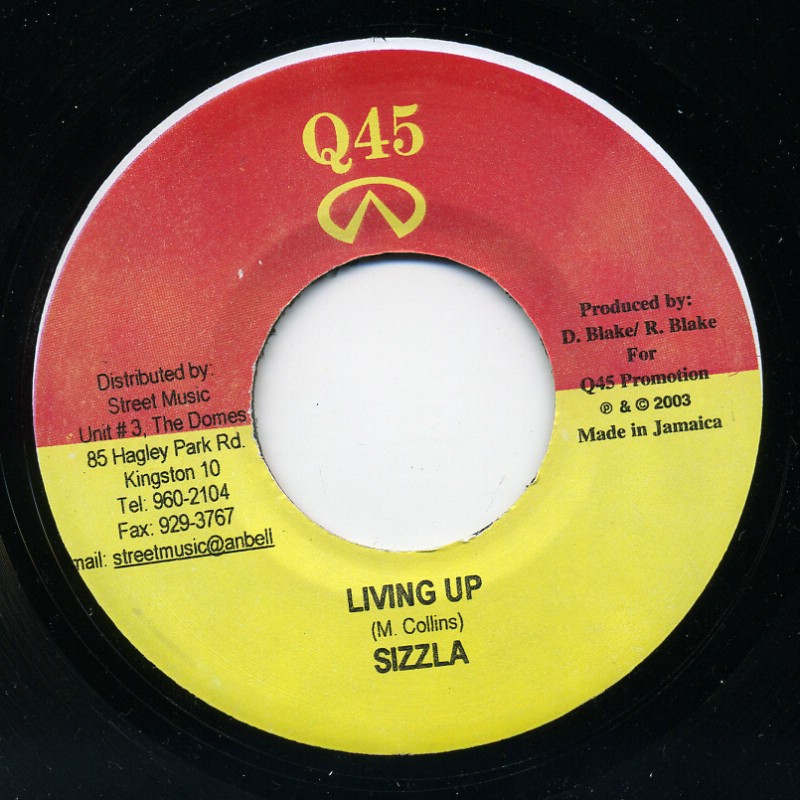 Q45
Distributed by:
Street Music
Unit # 3, The Domes
85 Hagley Park Rd.
Kingston 10
Tel: 960-2104
Fax: 929-3767
mail: streetmusic@anbell
Produced by:
D. Blake/ R. Blake
For
Q45 Promotion
℗ & © 2003
Made in Jamaica
LIVING UP
(M. Collins)
SIZZLA